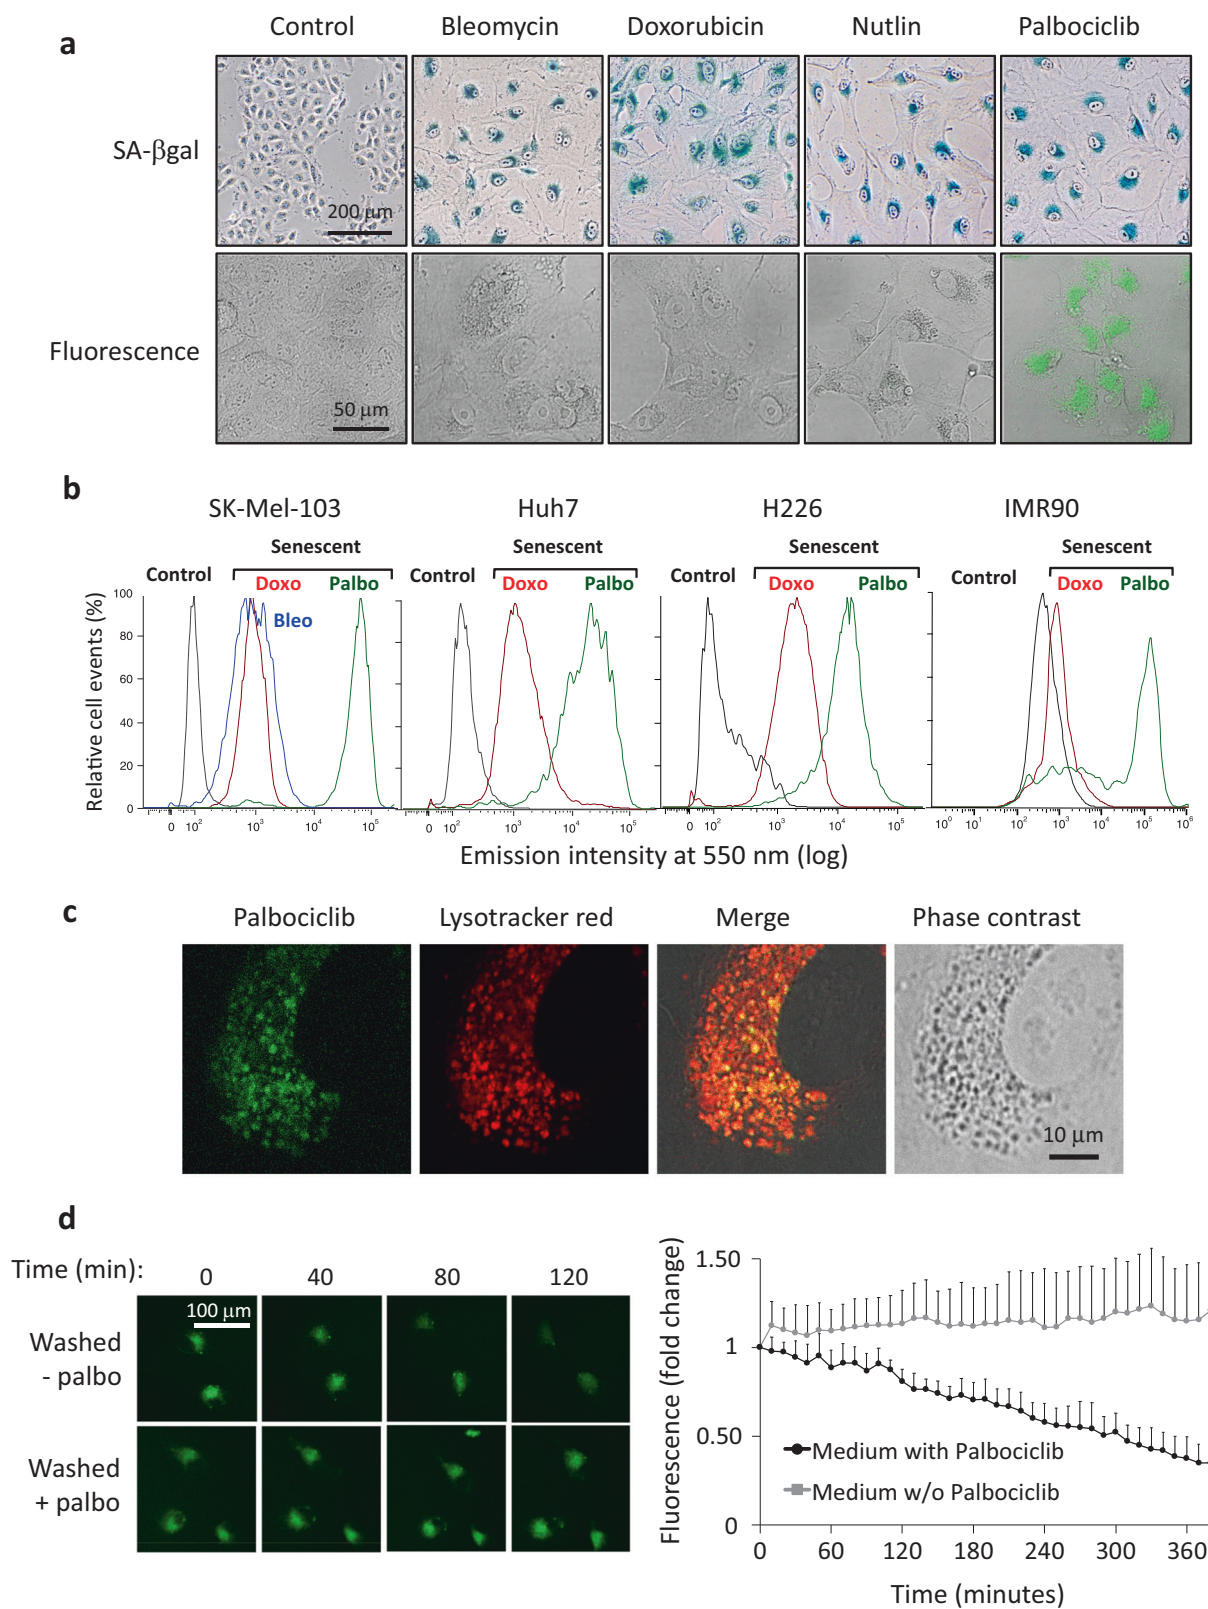 a
Control Bleomycin Doxorubicin Nutlin Palbociclib
SA-βgal
200 µm
Fluorescence
50 µm
b
SK-Mel-103 Huh7 H226 IMR90
Senescent Senescent Senescent Senescent
Control Doxo Palbo Control Doxo Palbo Control Doxo Palbo Control Doxo Palbo
Bleo
Relative cell events (%)
100
80
60
40
20
0
0 10² 10³ 10⁴ 10⁵ 0 10² 10³ 10⁴ 10⁵ 0 10² 10³ 10⁴ 10⁵ 10⁰ 10¹ 10² 10³ 10⁴ 10⁵ 10⁶
Emission intensity at 550 nm (log)
c
Palbociclib Lysotracker red Merge Phase contrast
10 µm
d
Time (min): 0 40 80 120
100 µm
Washed
- palbo
Washed
+ palbo
Fluorescence (fold change)
1.50
1
0.50
0
Medium with Palbociclib
Medium w/o Palbociclib
0 60 120 180 240 300 360
Time (minutes)